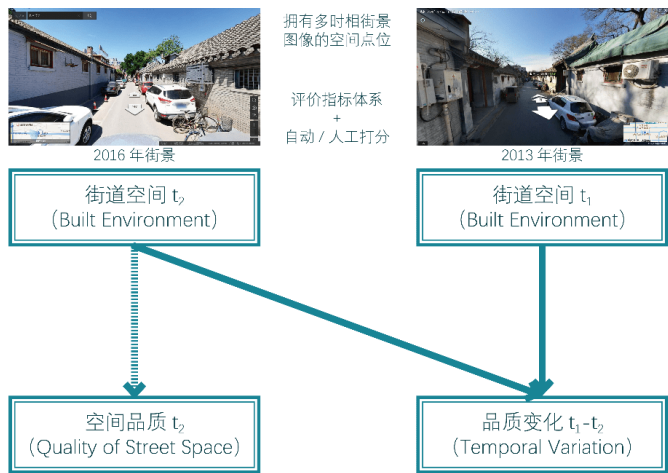 拥有多时相街景
图像的空间点位
评价指标体系
+
自动 / 人工打分
2016 年街景
2013 年街景
街道空间 t₂
(Built Environment)
街道空间 t₁
(Built Environment)
空间品质 t₂
(Quality of Street Space)
品质变化 t₁-t₂
(Temporal Variation)